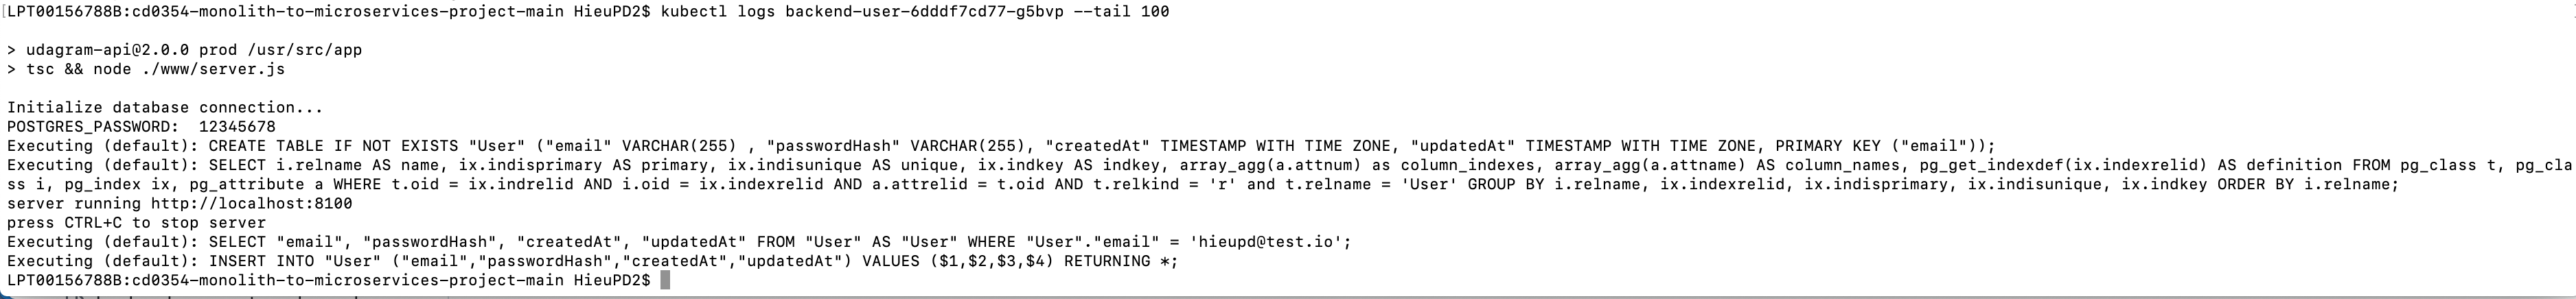 [LPT00156788B:cd0354-monolith-to-microservices-project-main HieuPD2$ kubectl logs backend-user-6dddf7cd77-g5bvp --tail 100
> udagram-api@2.0.0 prod /usr/src/app
> tsc && node ./www/server.js
Initialize database connection...
POSTGRES_PASSWORD:  12345678
Executing (default): CREATE TABLE IF NOT EXISTS "User" ("email" VARCHAR(255) , "passwordHash" VARCHAR(255), "createdAt" TIMESTAMP WITH TIME ZONE, "updatedAt" TIMESTAMP WITH TIME ZONE, PRIMARY KEY ("email"));
Executing (default): SELECT i.relname AS name, ix.indisprimary AS primary, ix.indisunique AS unique, ix.indkey AS indkey, array_agg(a.attnum) as column_indexes, array_agg(a.attname) AS column_names, pg_get_indexdef(ix.indexrelid) AS definition FROM pg_class t, pg_cla
ss i, pg_index ix, pg_attribute a WHERE t.oid = ix.indrelid AND i.oid = ix.indexrelid AND a.attrelid = t.oid AND t.relkind = 'r' and t.relname = 'User' GROUP BY i.relname, ix.indexrelid, ix.indisprimary, ix.indisunique, ix.indkey ORDER BY i.relname;
server running http://localhost:8100
press CTRL+C to stop server
Executing (default): SELECT "email", "passwordHash", "createdAt", "updatedAt" FROM "User" AS "User" WHERE "User"."email" = 'hieupd@test.io';
Executing (default): INSERT INTO "User" ("email","passwordHash","createdAt","updatedAt") VALUES ($1,$2,$3,$4) RETURNING *;
LPT00156788B:cd0354-monolith-to-microservices-project-main HieuPD2$